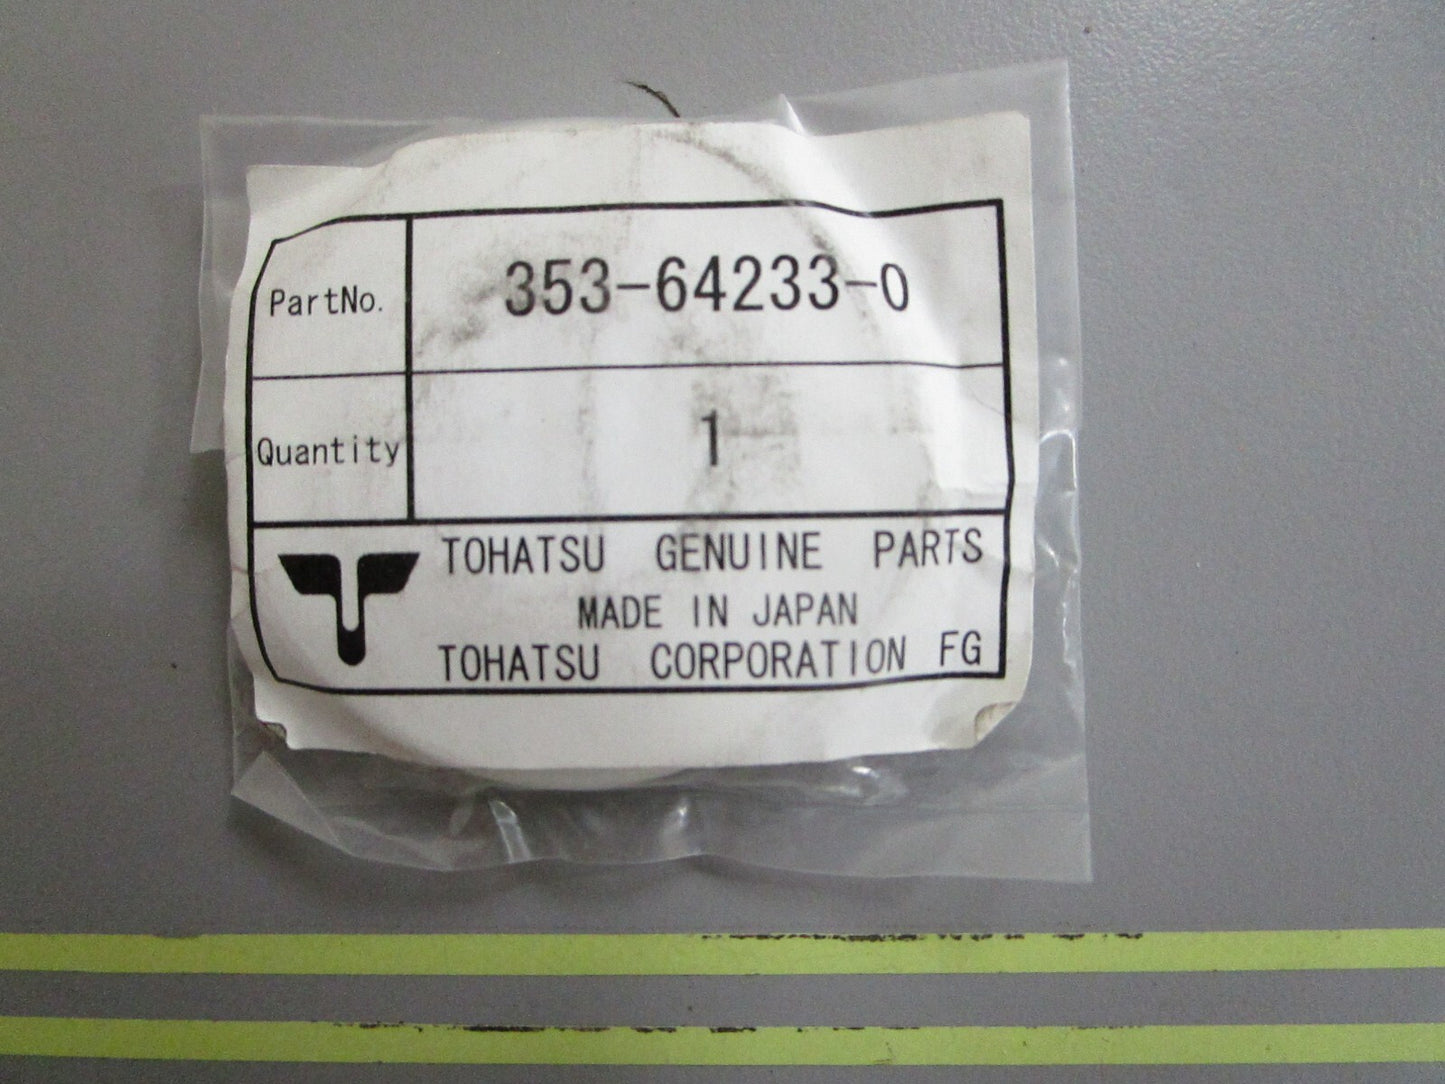 PartNo. 353-64233-0
Quantity 1
TOHATSU GENUINE PARTS
MADE IN JAPAN
TOHATSU CORPORATION FG